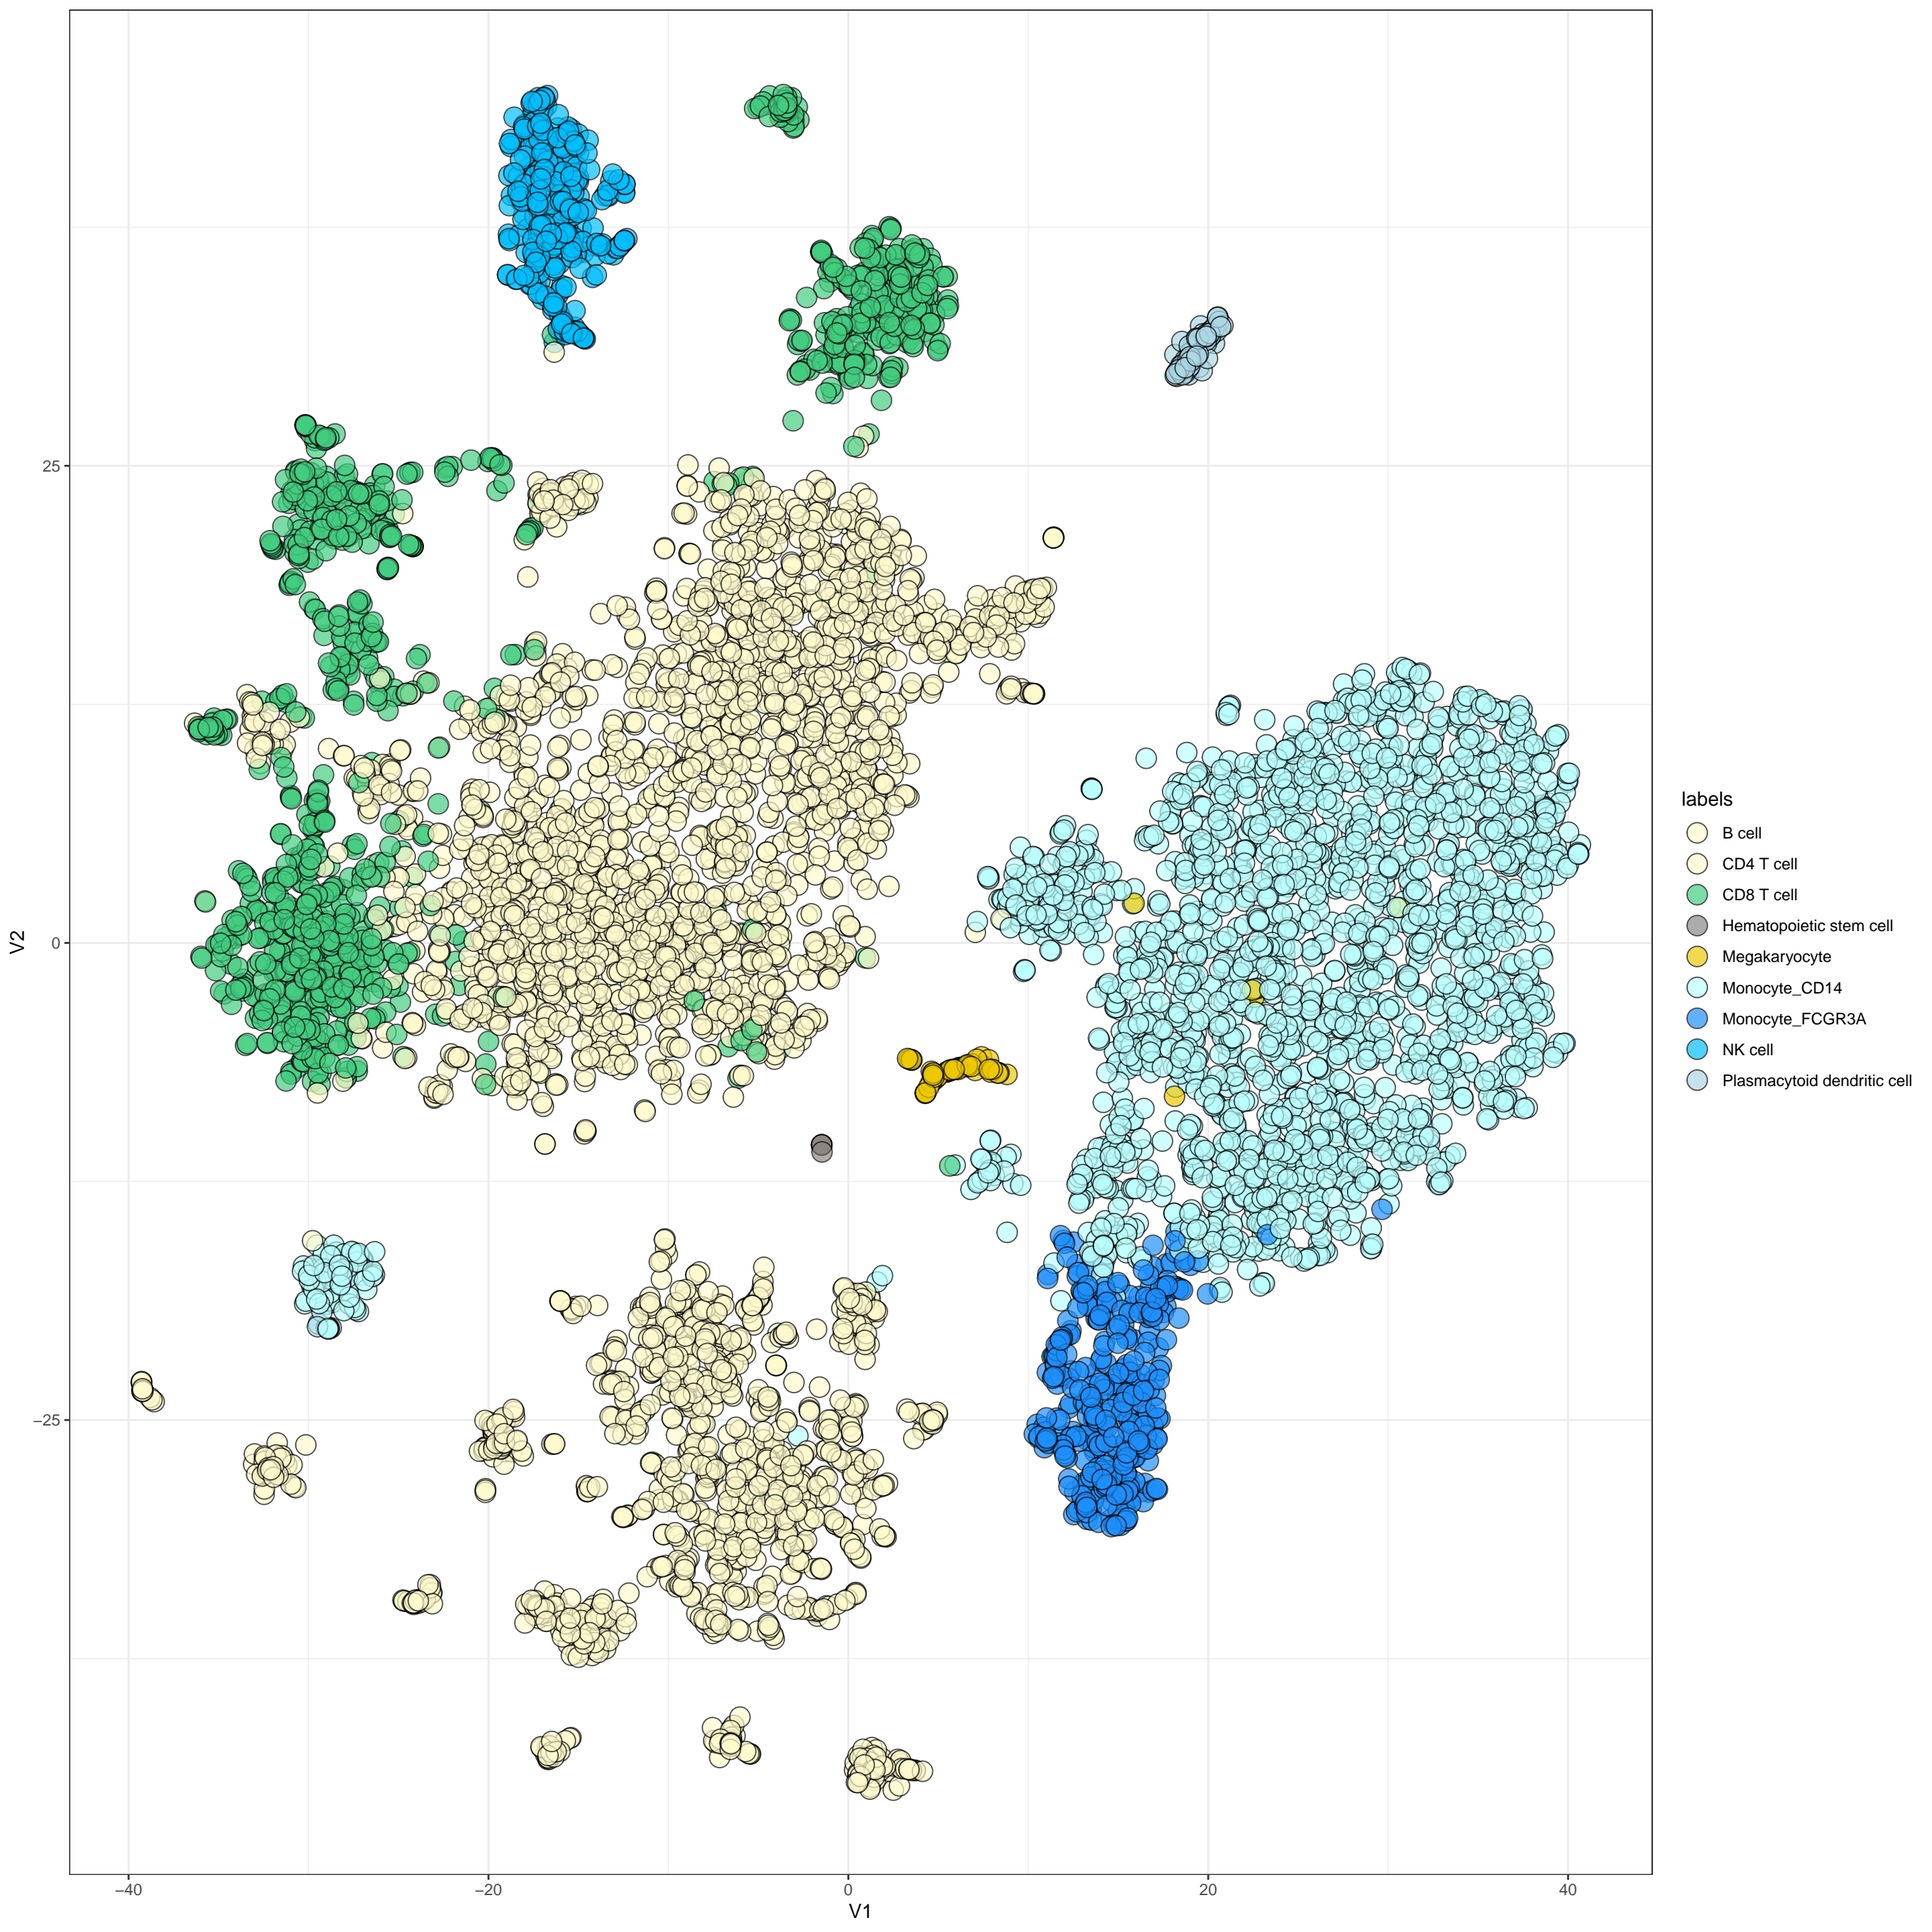 25
0
−25
V2
−40
−20
0
20
40
V1
labels
B cell
CD4 T cell
CD8 T cell
Hematopoietic stem cell
Megakaryocyte
Monocyte_CD14
Monocyte_FCGR3A
NK cell
Plasmacytoid dendritic cell